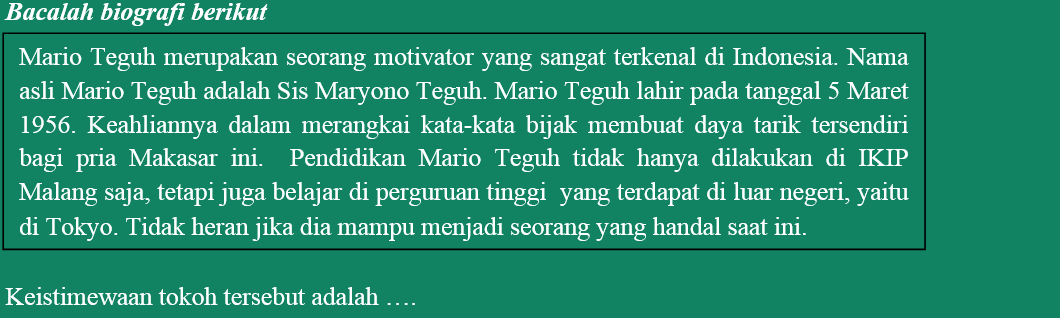 Bacalah biografi berikut
Mario Teguh merupakan seorang motivator yang sangat terkenal di Indonesia. Nama
asli Mario Teguh adalah Sis Maryono Teguh. Mario Teguh lahir pada tanggal 5 Maret
1956. Keahliannya dalam merangkai kata-kata bijak membuat daya tarik tersendiri
bagi pria Makasar ini. Pendidikan Mario Teguh tidak hanya dilakukan di IKIP
Malang saja, tetapi juga belajar di perguruan tinggi yang terdapat di luar negeri, yaitu
di Tokyo. Tidak heran jika dia mampu menjadi seorang yang handal saat ini.
Keistimewaan tokoh tersebut adalah ….